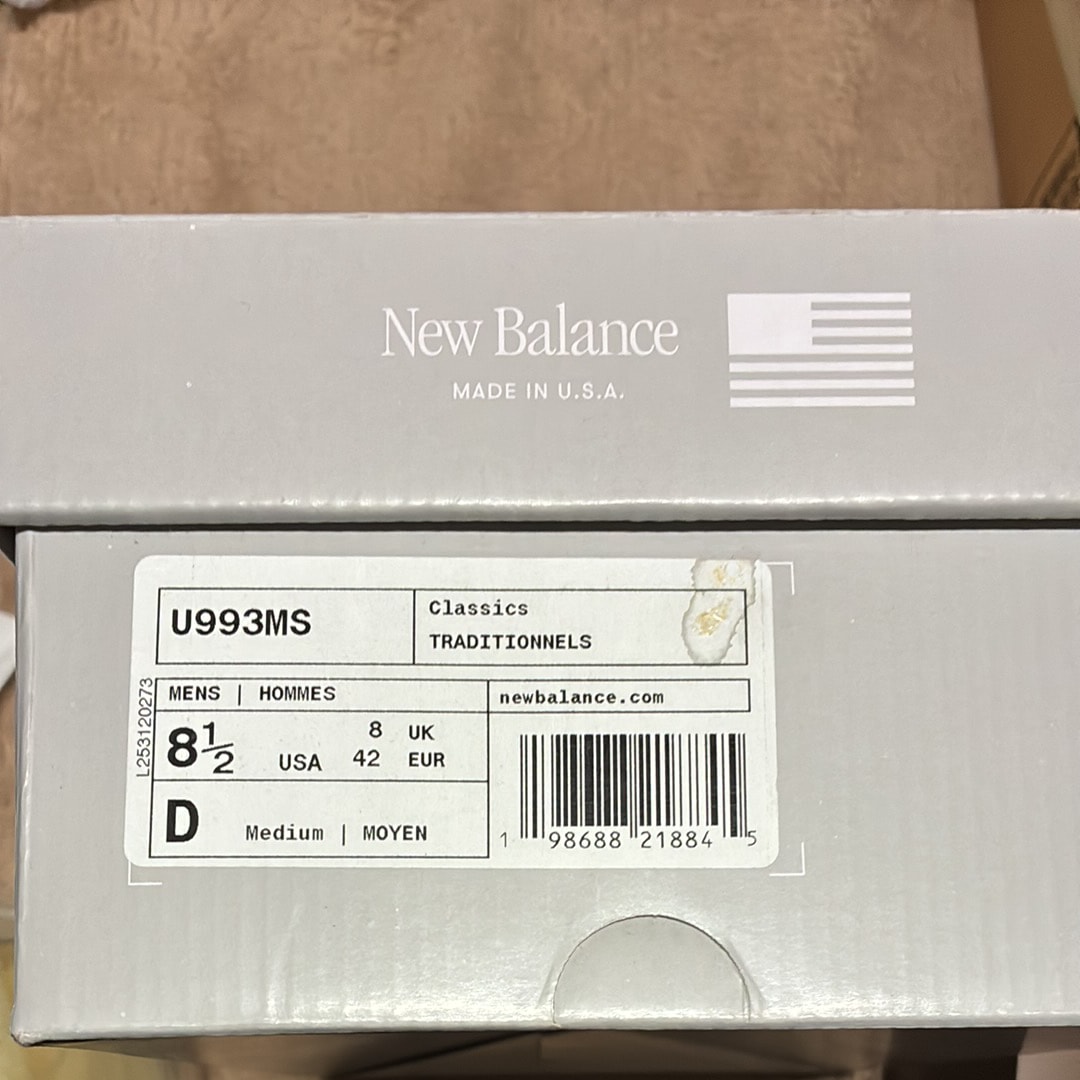 New Balance
MADE IN U.S.A.
U993MS
Classics
TRADITIONNELS
L253120273
MENS | HOMMES
newbalance.com
8½ USA
8 UK
42 EUR
D Medium | MOYEN
1 98688 21884 5